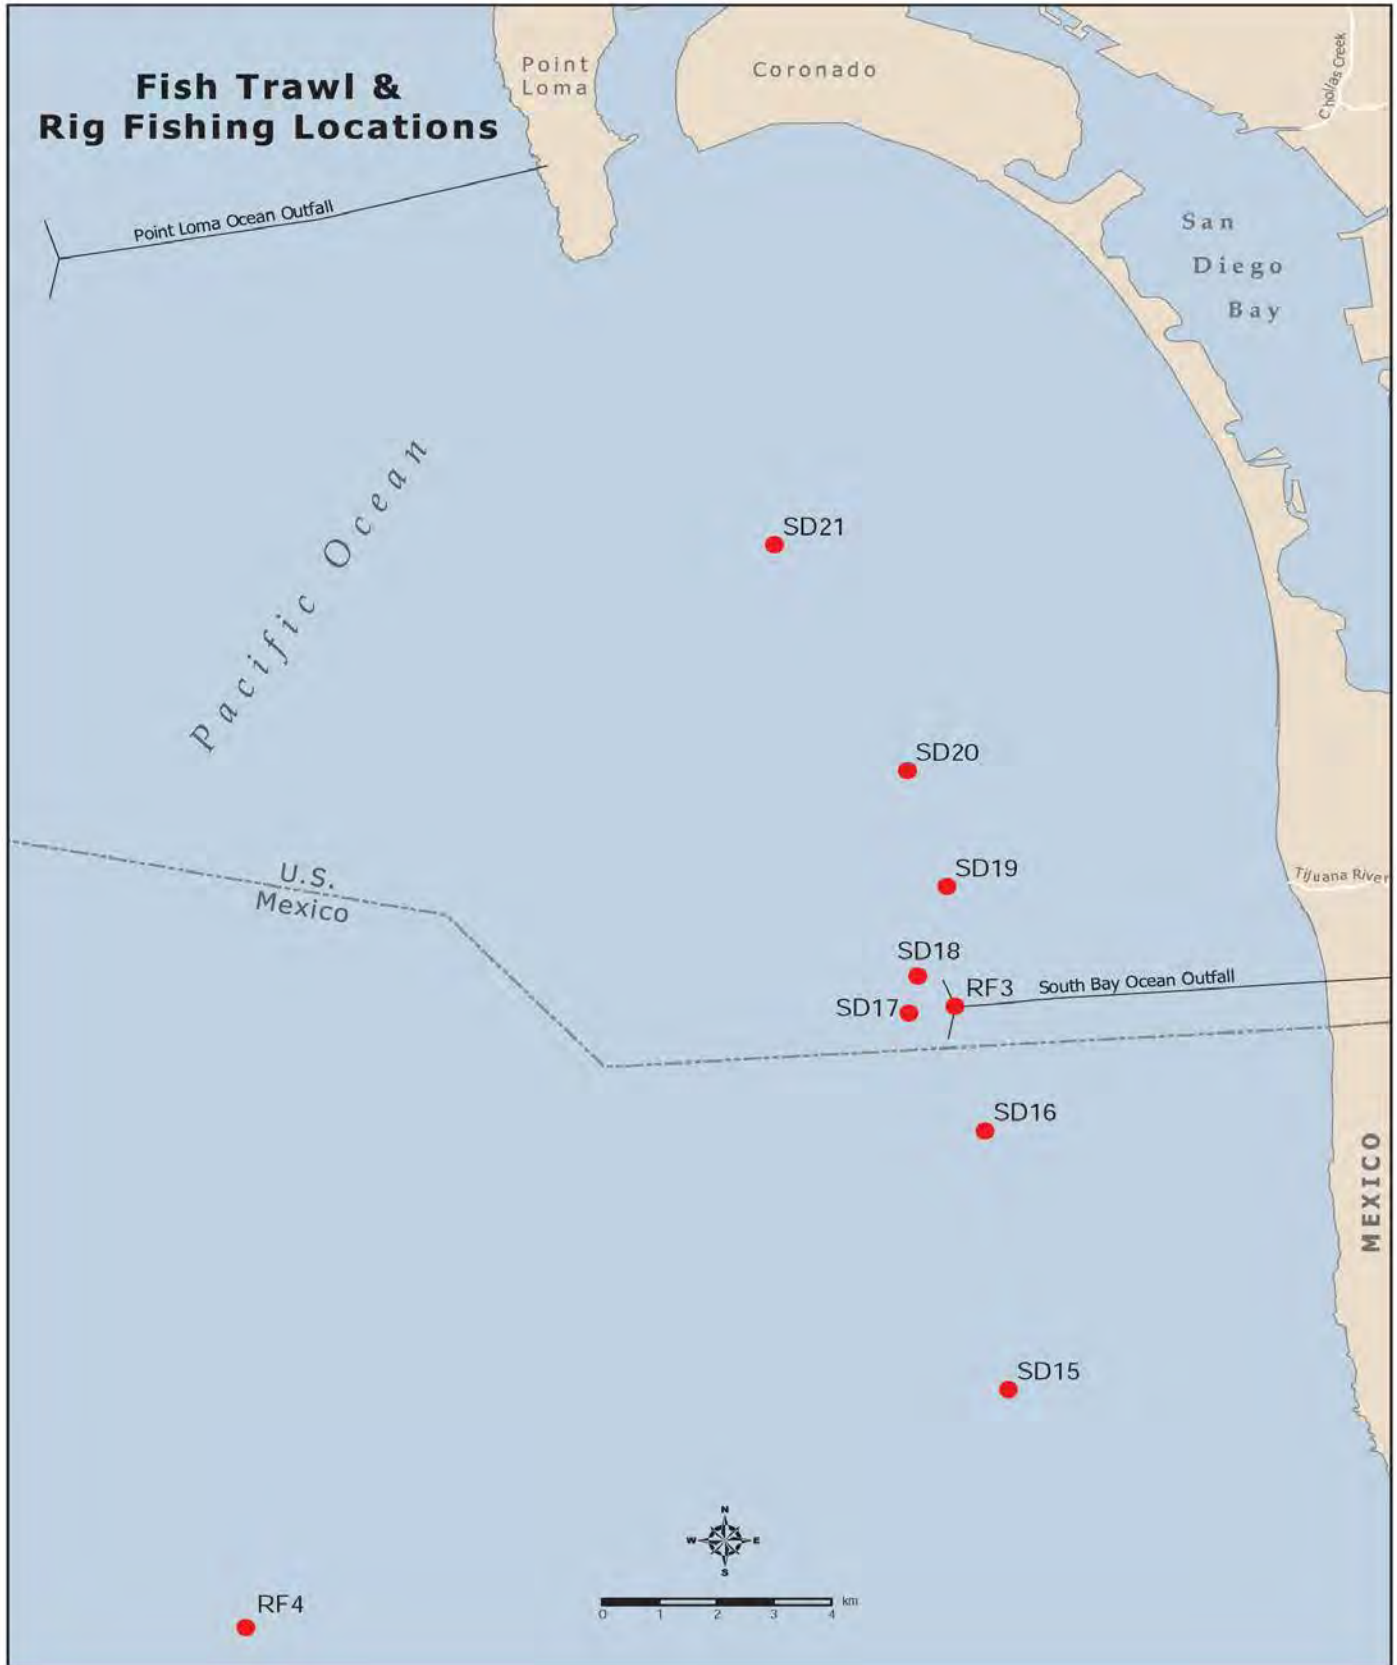 Fish Trawl &
Rig Fishing Locations
Point
Loma
Coronado
Chollas Creek
Point Loma Ocean Outfall
San
Diego
Bay
Pacific Ocean
SD21
SD20
U.S.
Mexico
SD19
Tijuana River
SD18
RF3
South Bay Ocean Outfall
SD17
SD16
MEXICO
SD15
N
W
E
S
RF4
km
0 1 2 3 4